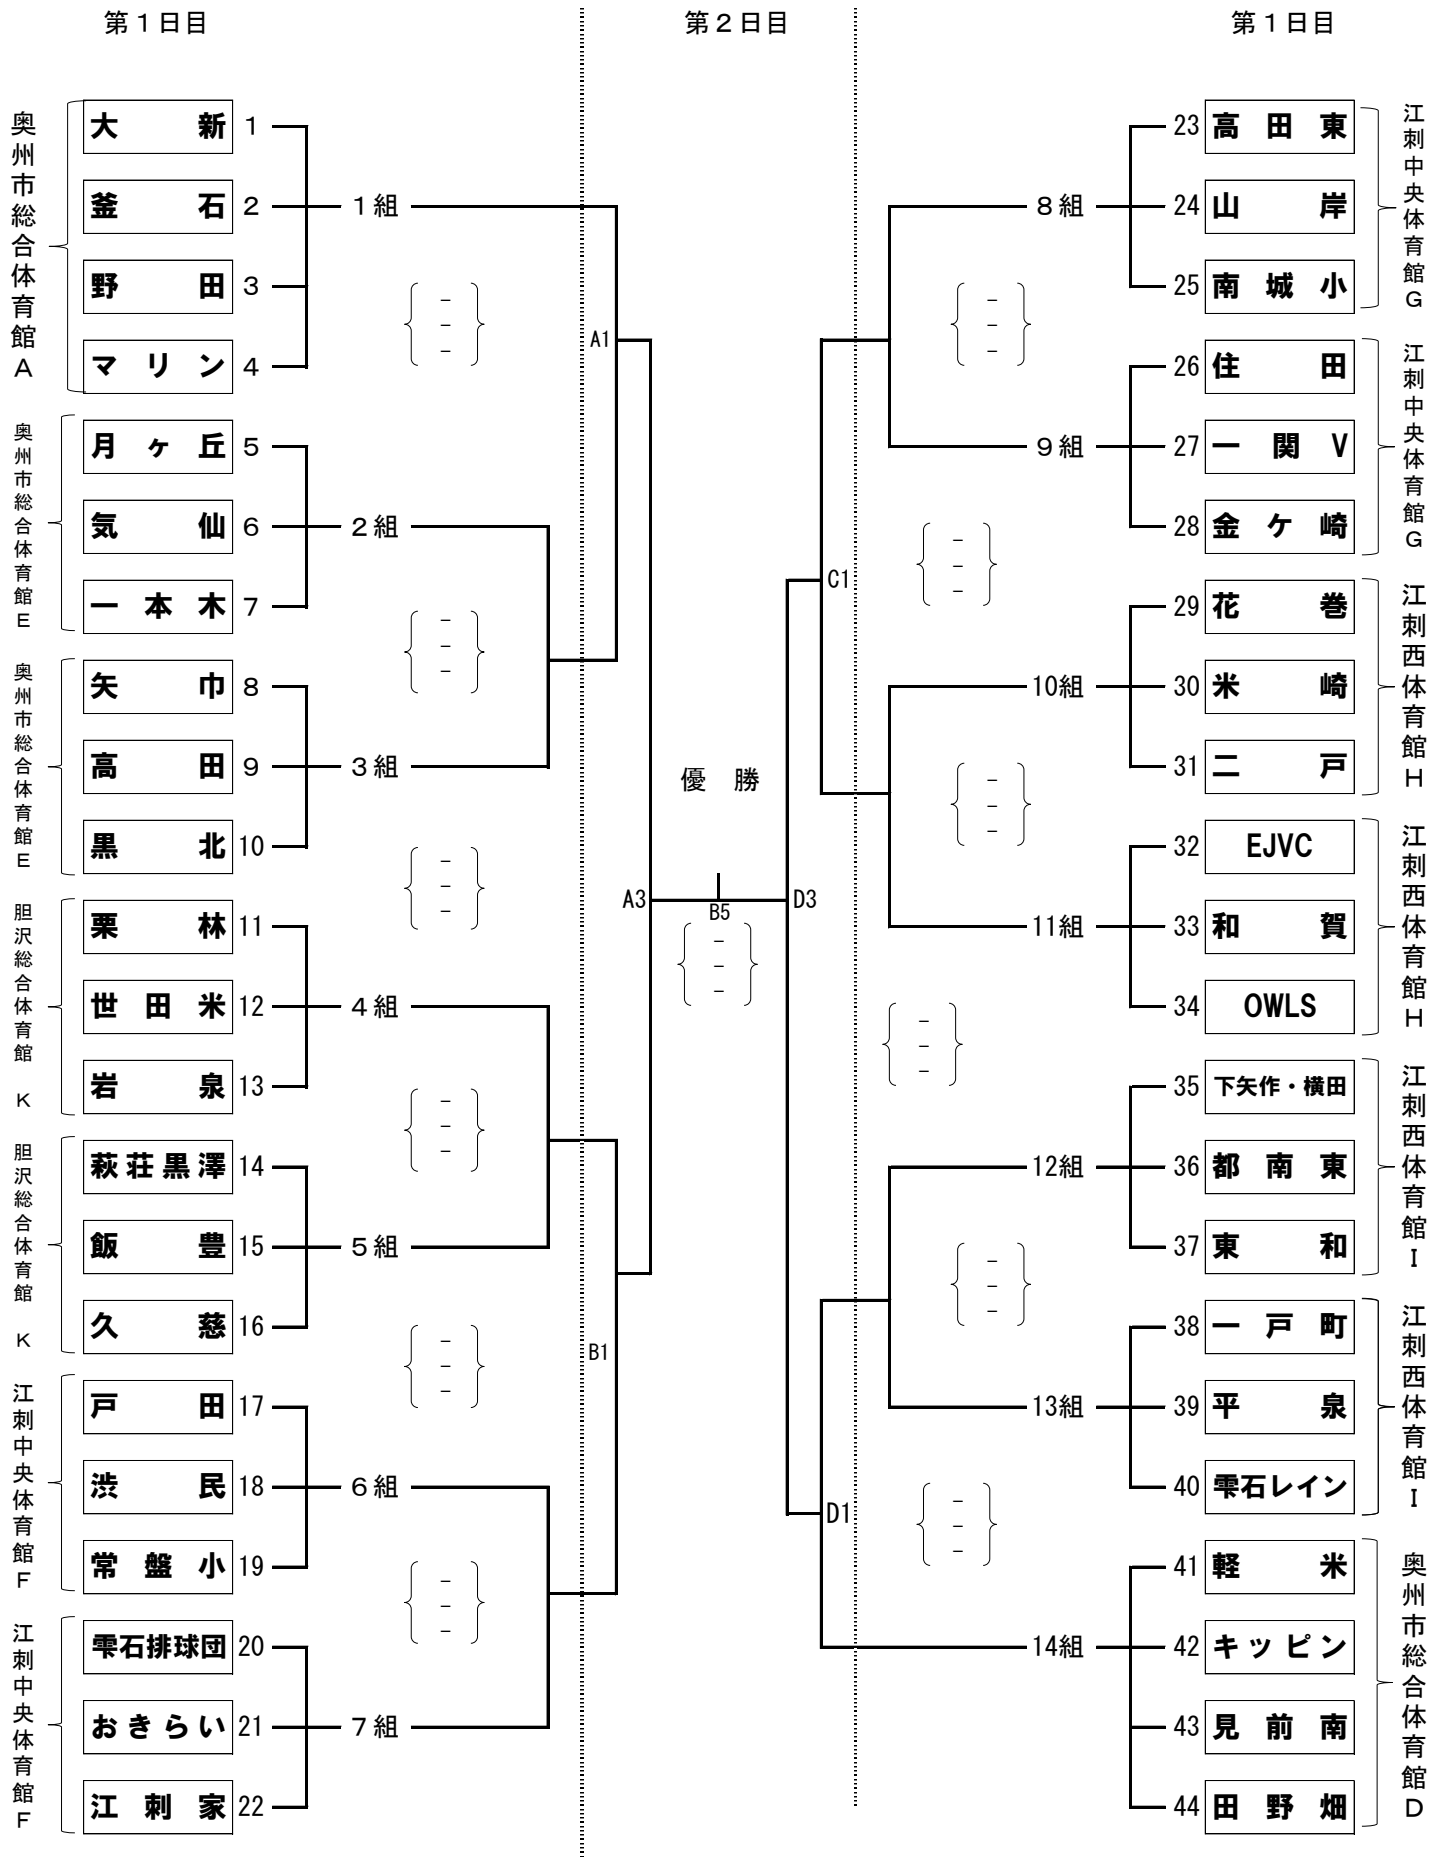 第１日目
第２日目
第１日目
奥州市総合体育館A
大　新 1
釜　石 2
野　田 3
マリン 4
1組
奥州市総合体育館E
月ヶ丘 5
気　仙 6
一本木 7
2組
奥州市総合体育館E
矢　巾 8
高　田 9
黒　北 10
3組
胆沢総合体育館　K
栗　林 11
世田米 12
岩　泉 13
4組
胆沢総合体育館　K
萩荘黒澤 14
飯　豊 15
久　慈 16
5組
江刺中央体育館F
戸　田 17
渋　民 18
常盤小 19
6組
江刺中央体育館F
雫石排球団 20
おきらい 21
江刺家 22
7組
A1
B1
A3
優　勝
B5
D3
C1
D1
8組
23 高田東
24 山　岸
25 南城小
江刺中央体育館G
9組
26 住　田
27 一関V
28 金ケ崎
江刺中央体育館G
10組
29 花　巻
30 米　崎
31 二　戸
江刺西体育館H
11組
32 EJVC
33 和　賀
34 OWLS
江刺西体育館H
12組
35 下矢作・横田
36 都南東
37 東　和
江刺西体育館I
13組
38 一戸町
39 平　泉
40 雫石レイン
江刺西体育館I
14組
41 軽　米
42 キッピン
43 見前南
44 田野畑
奥州市総合体育館D